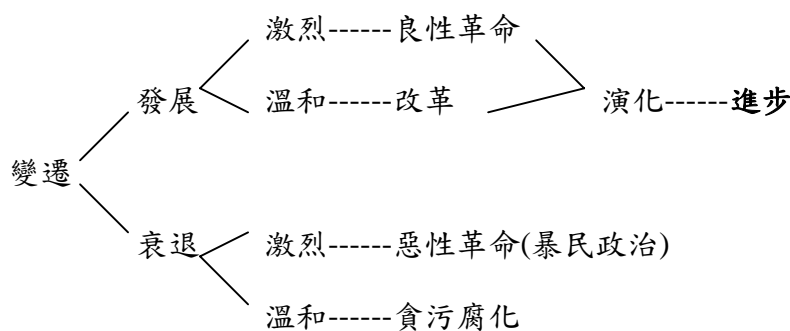 激烈------良性革命
發展 溫和------改革 演化------進步
變遷
衰退 激烈------惡性革命(暴民政治)
溫和------貪污腐化